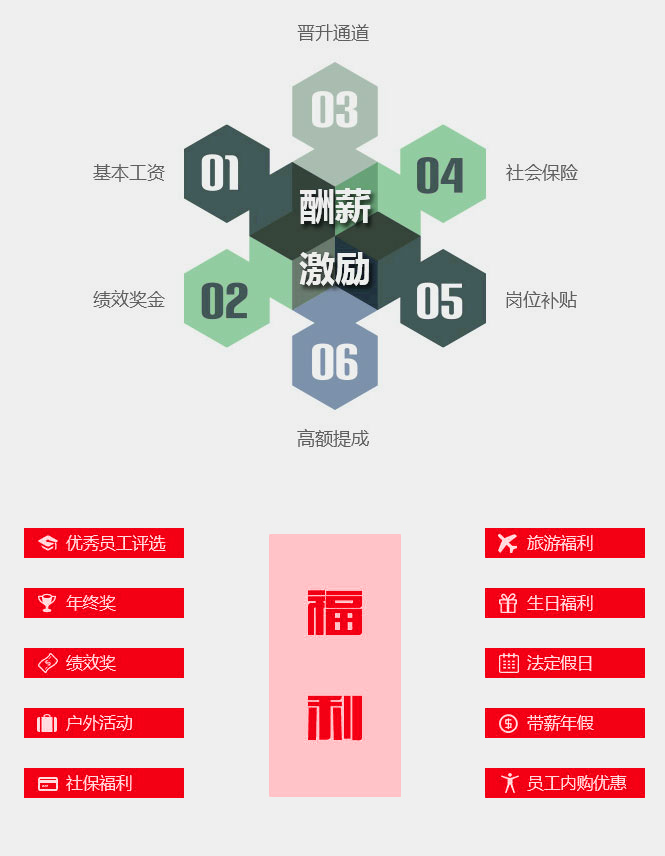 晋升通道
03
基本工资
01
04
社会保险
酬薪
激励
绩效奖金
02
05
岗位补贴
06
高额提成
福
利
优秀员工评选
年终奖
绩效奖
户外活动
社保福利
旅游福利
生日福利
法定假日
带薪年假
员工内购优惠